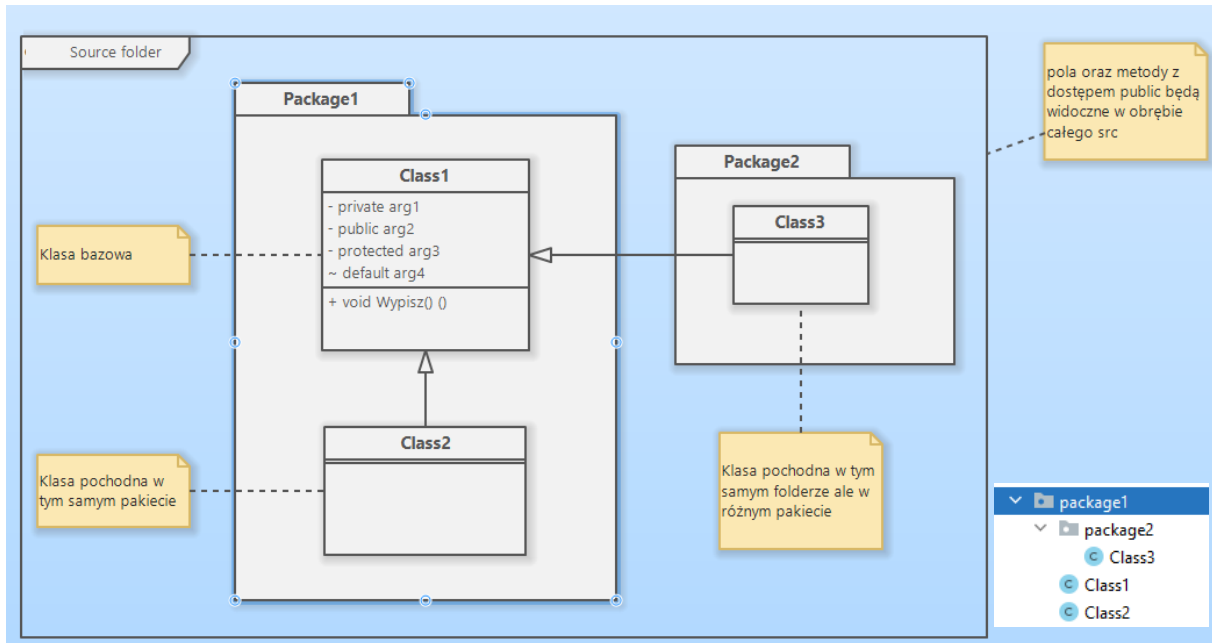 Source folder
Package1
Class1
- private arg1
- public arg2
- protected arg3
~ default arg4
+ void Wypisz() ()
Klasa bazowa
Class2
Klasa pochodna w
tym samym pakiecie
Package2
Class3
Klasa pochodna w tym
samym folderze ale w
różnym pakiecie
pola oraz metody z
dostępem public będą
widoczne w obrębie
całego src
package1
package2
C Class3
C Class1
C Class2